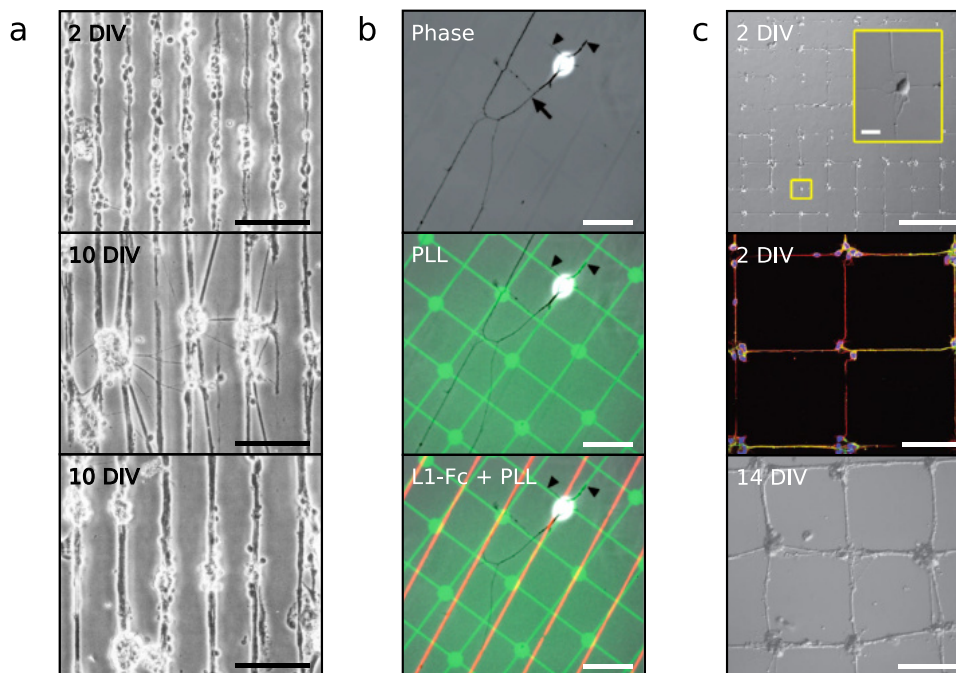 a
2 DIV
10 DIV
10 DIV
b
Phase
PLL
L1-Fc + PLL
c
2 DIV
2 DIV
14 DIV